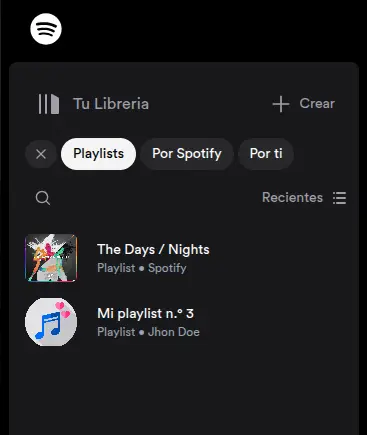 Tu Libreria
Crear
Playlists
Por Spotify
Por ti
Recientes
The Days / Nights
Playlist • Spotify
Mi playlist n.º 3
Playlist • Jhon Doe